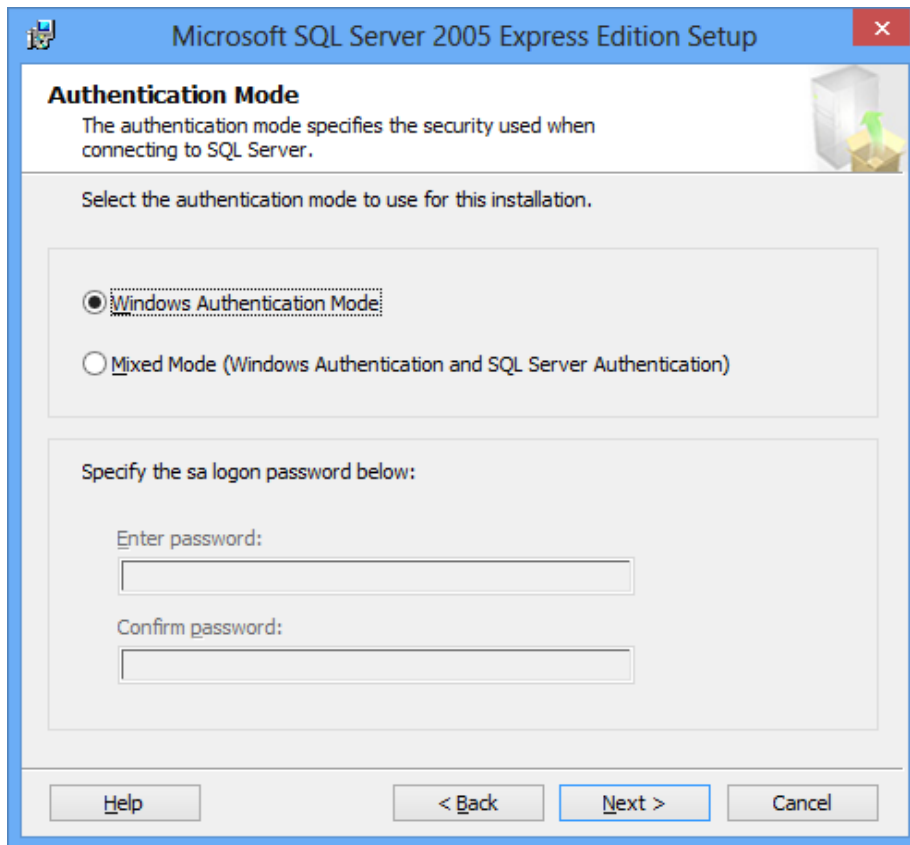 Microsoft SQL Server 2005 Express Edition Setup
Authentication Mode
The authentication mode specifies the security used when
connecting to SQL Server.
Select the authentication mode to use for this installation.
Windows Authentication Mode
Mixed Mode (Windows Authentication and SQL Server Authentication)
Specify the sa logon password below:
Enter password:
Confirm password:
Help
< Back
Next >
Cancel